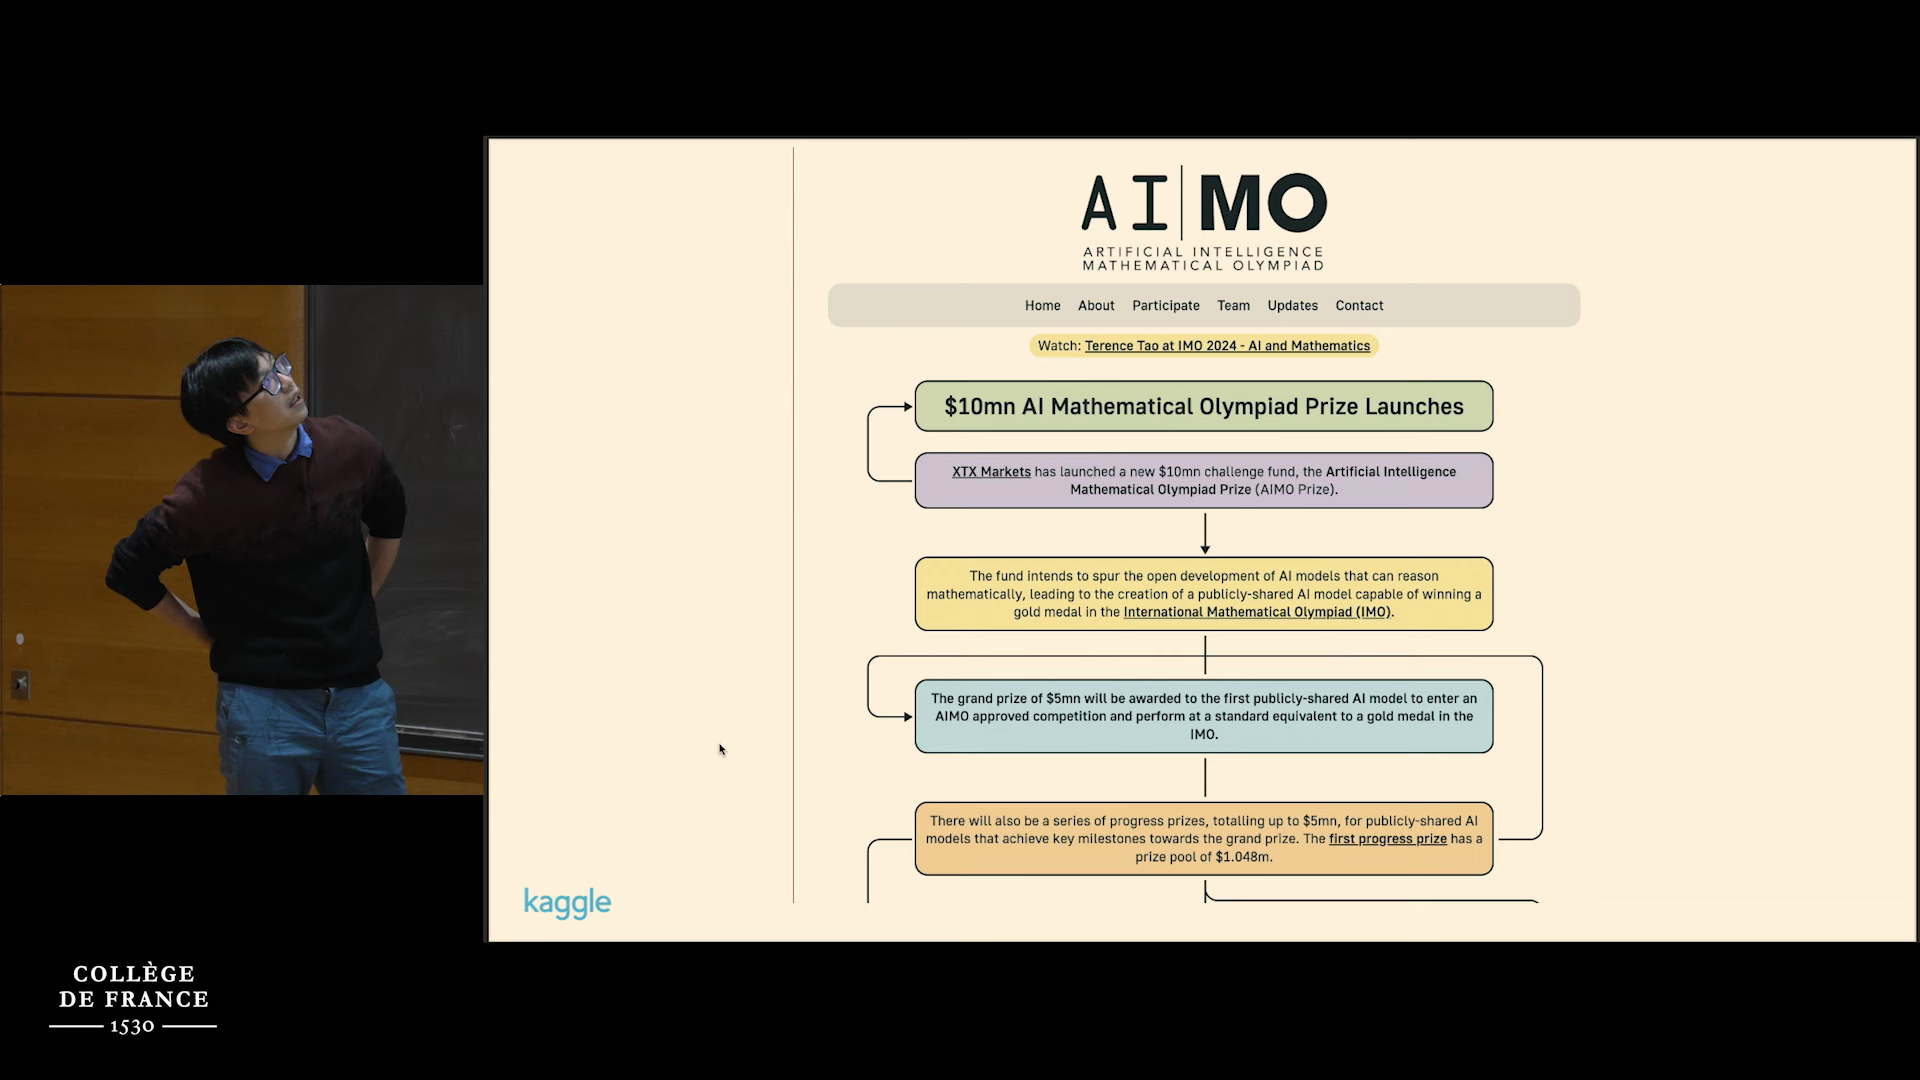 AI|MO
ARTIFICIAL INTELLIGENCE
MATHEMATICAL OLYMPIAD
Home About Participate Team Updates Contact
Watch: Terence Tao at IMO 2024 - AI and Mathematics
$10mn AI Mathematical Olympiad Prize Launches
XTX Markets has launched a new $10mn challenge fund, the Artificial Intelligence
Mathematical Olympiad Prize (AIMO Prize).
The fund intends to spur the open development of AI models that can reason
mathematically, leading to the creation of a publicly-shared AI model capable of winning a
gold medal in the International Mathematical Olympiad (IMO).
The grand prize of $5mn will be awarded to the first publicly-shared AI model to enter an
AIMO approved competition and perform at a standard equivalent to a gold medal in the
IMO.
There will also be a series of progress prizes, totalling up to $5mn, for publicly-shared AI
models that achieve key milestones towards the grand prize. The first progress prize has a
prize pool of $1.048m.
kaggle
COLLÈGE
DE FRANCE
1530